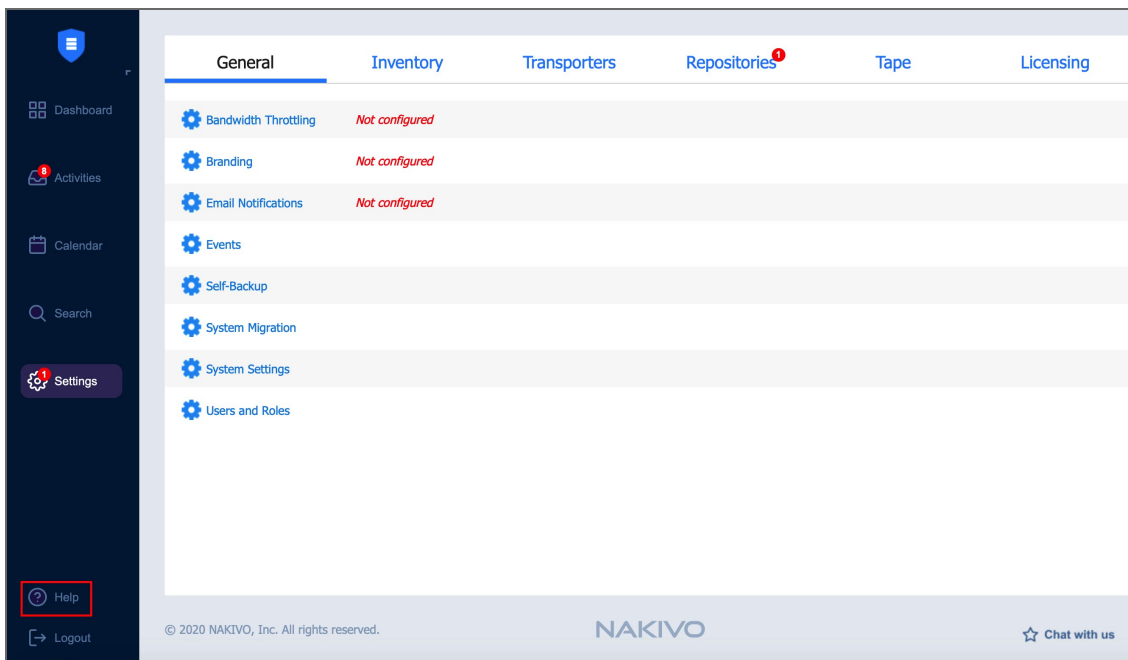 General
Inventory
Transporters
Repositories
1
Tape
Licensing
Dashboard
8
Activities
Calendar
Search
1
Settings
Bandwidth Throttling Not configured
Branding Not configured
Email Notifications Not configured
Events
Self-Backup
System Migration
System Settings
Users and Roles
? Help
Logout
© 2020 NAKIVO, Inc. All rights reserved.
NAKIVO
Chat with us